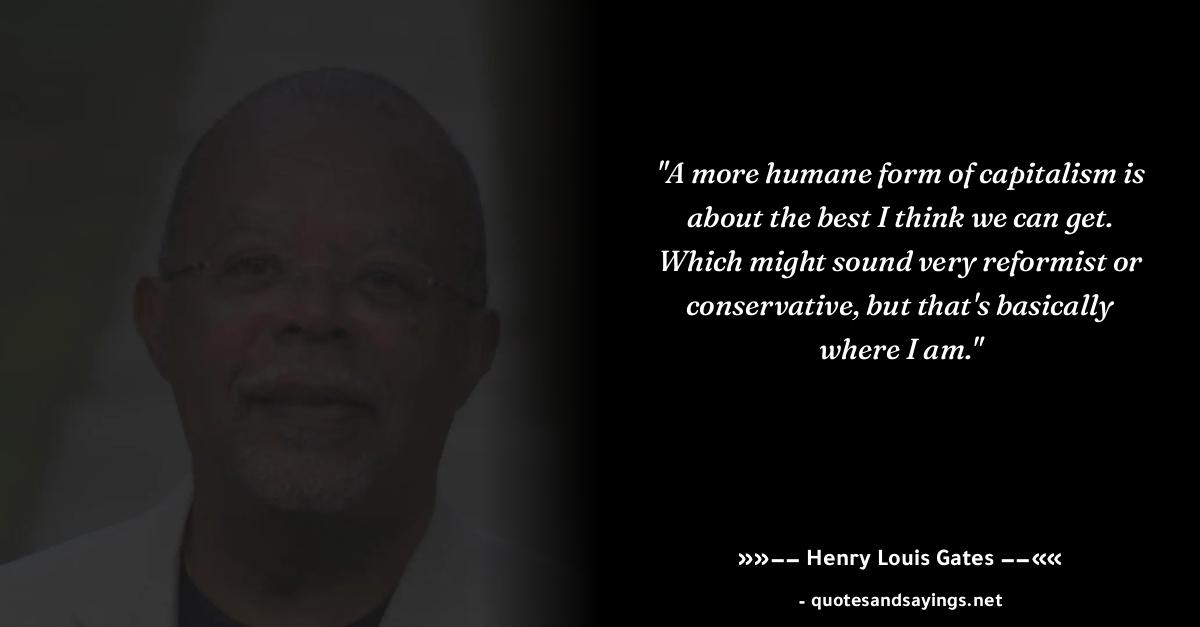 "A more humane form of capitalism is
about the best I think we can get.
Which might sound very reformist or
conservative, but that's basically
where I am."
»»−− Henry Louis Gates −−««
- quotesandsayings.net